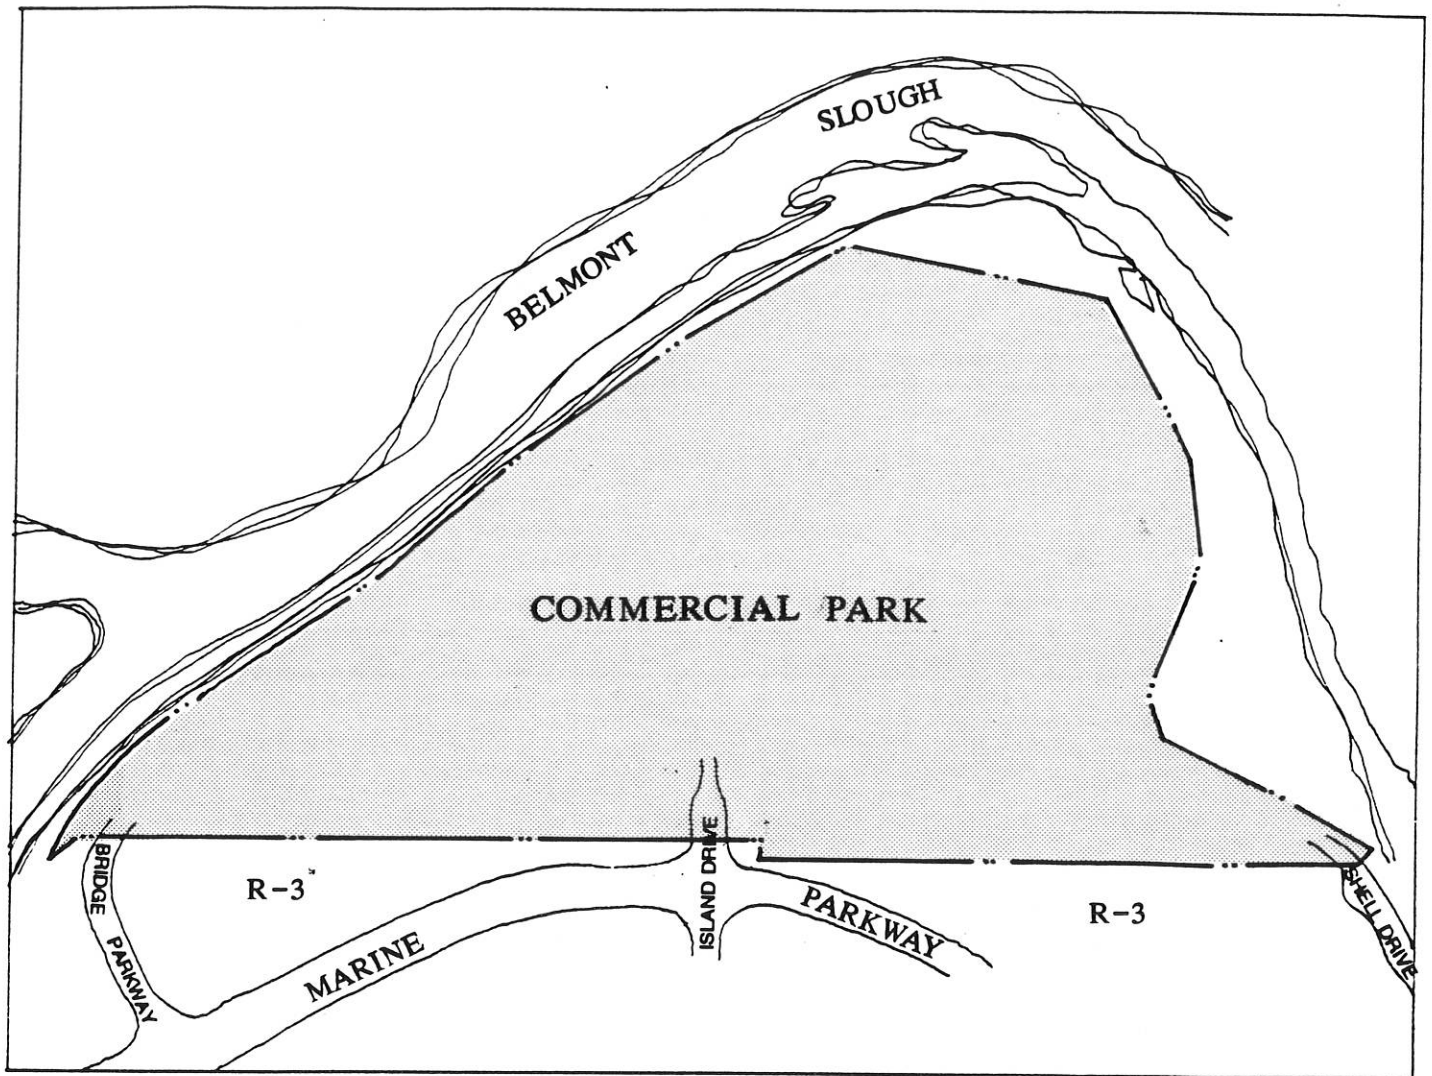 SLOUGH
BELMONT
COMMERCIAL PARK
BRIDGE PARKWAY
R-3
MARINE PARKWAY
ISLAND DRIVE
R-3
SHELL DRIVE